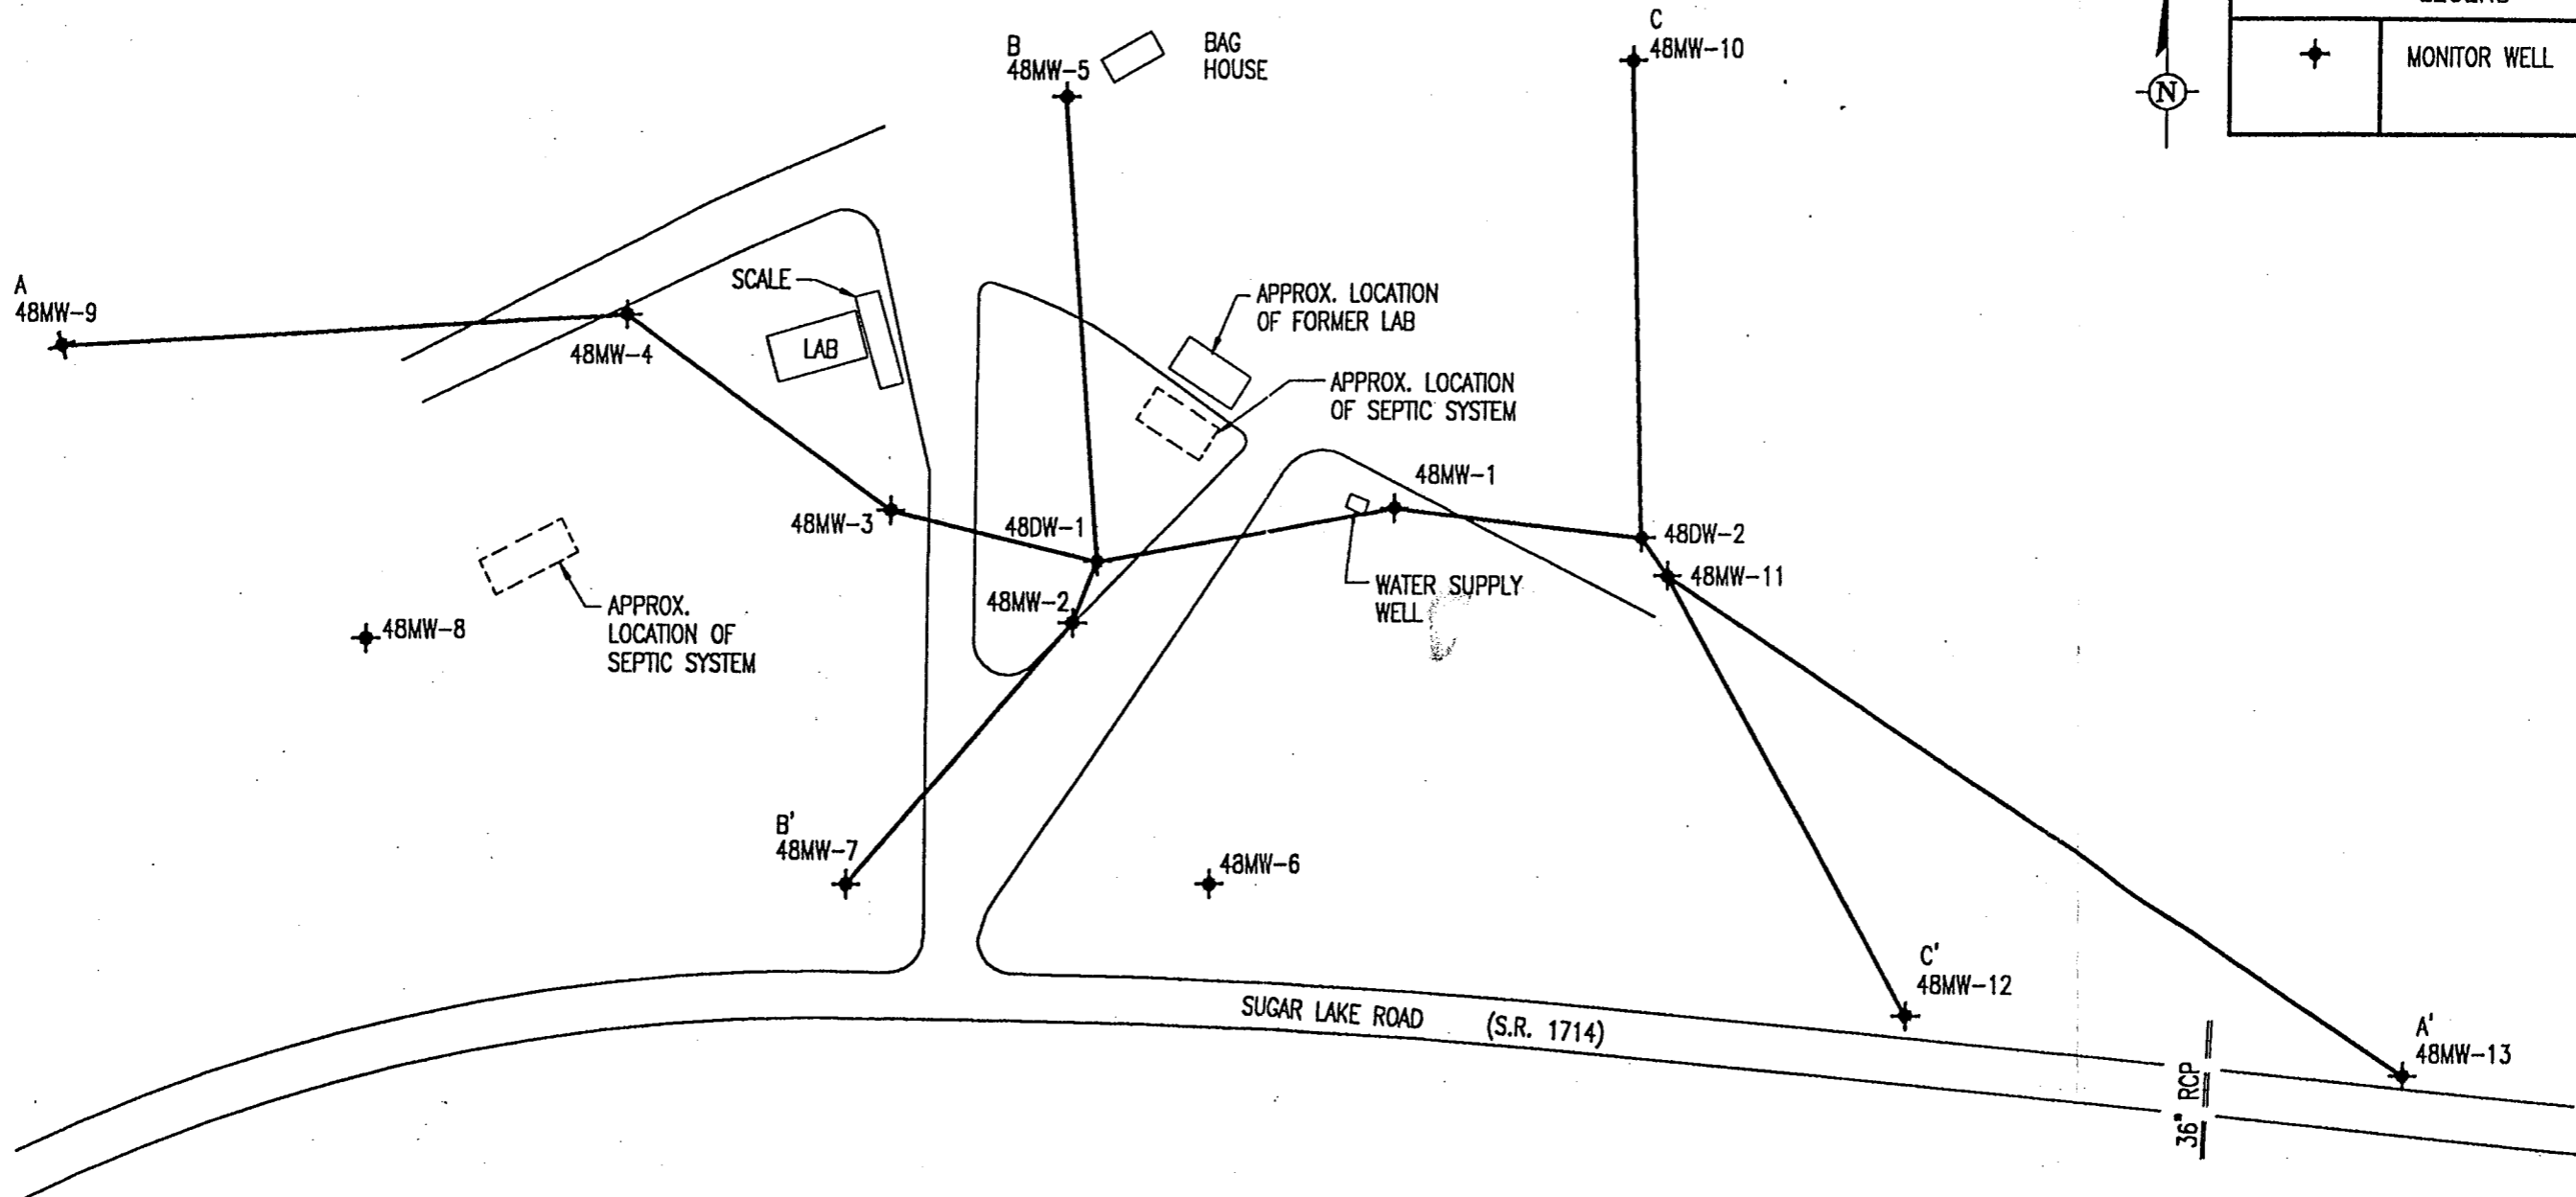 C
48MW-10
B
48MW-5
BAG
HOUSE
N
LEGEND
MONITOR WELL
A
48MW-9
48MW-4
SCALE
LAB
APPROX. LOCATION
OF FORMER LAB
APPROX. LOCATION
OF SEPTIC SYSTEM
48MW-3
48DW-1
48MW-1
48DW-2
48MW-11
48MW-2
WATER SUPPLY
WELL
48MW-8
APPROX.
LOCATION OF
SEPTIC SYSTEM
B'
48MW-7
48MW-6
C'
48MW-12
SUGAR LAKE ROAD (S.R. 1714)
A'
48MW-13
36" RCP